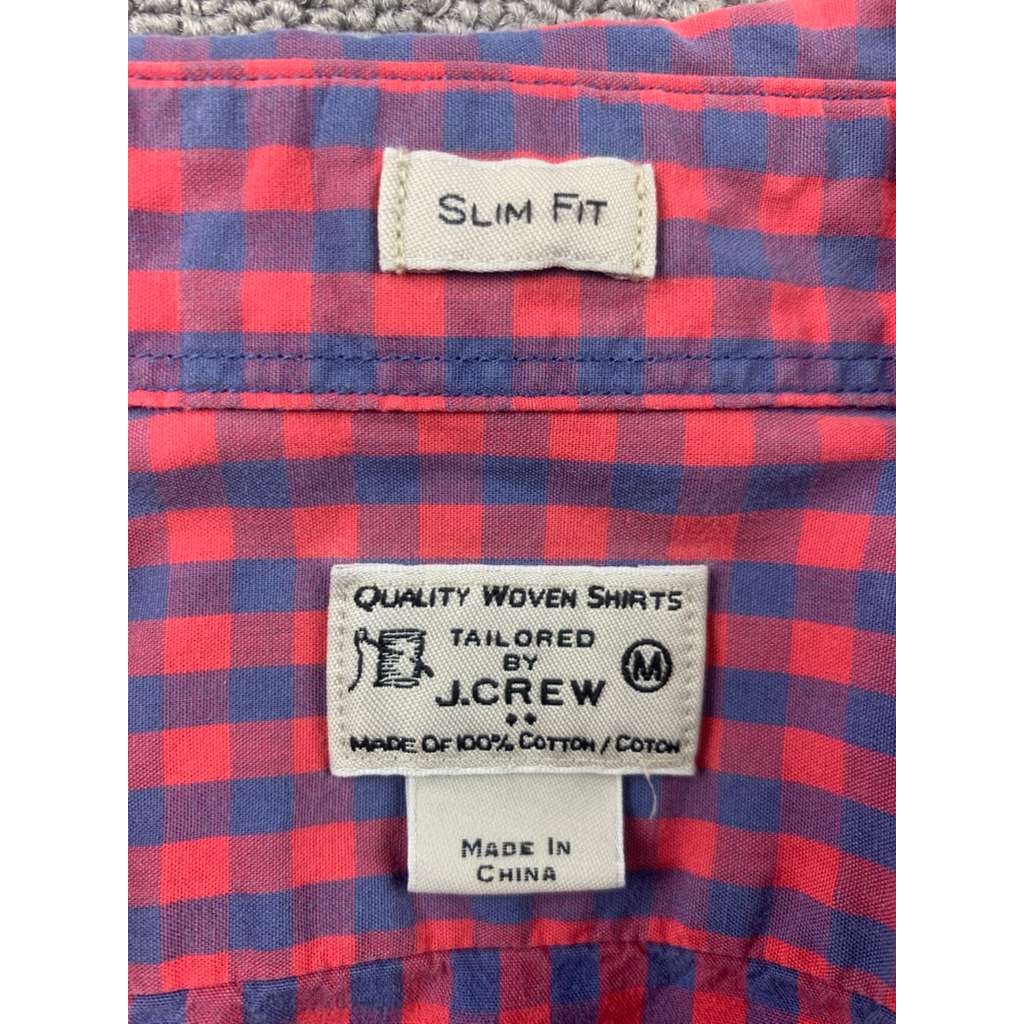 SLIM FIT
QUALITY WOVEN SHIRTS
TAILORED
BY
J.CREW
M
MADE OF 100% COTTON / COTON
MADE IN
CHINA